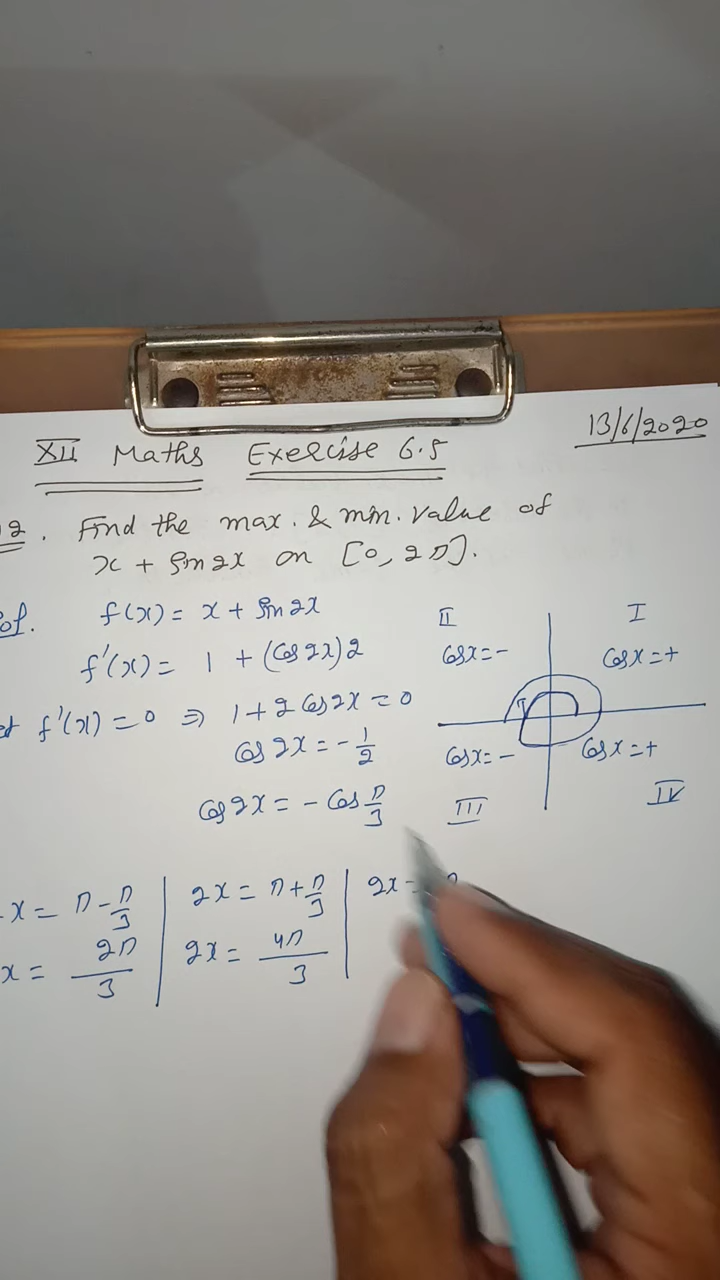 13/6/2020
XII Maths Exercise 6.5
2. Find the max. & min. value of
x + Sin2x on [0, 2π].
f(x) = x + Sin2x
f'(x) = 1 + (Cos2x)2
f'(x) = 0 ⇒ 1+2Cos2x = 0
Cos2x = -1/2
Cos2x = -Cos π/3
II I
Cosx = - Cosx = +
Cosx = - Cosx = +
III IV
x = π - π/3 | 2x = π + π/3 | 2x =
x = 2π/3 | 2x = 4π/3 |